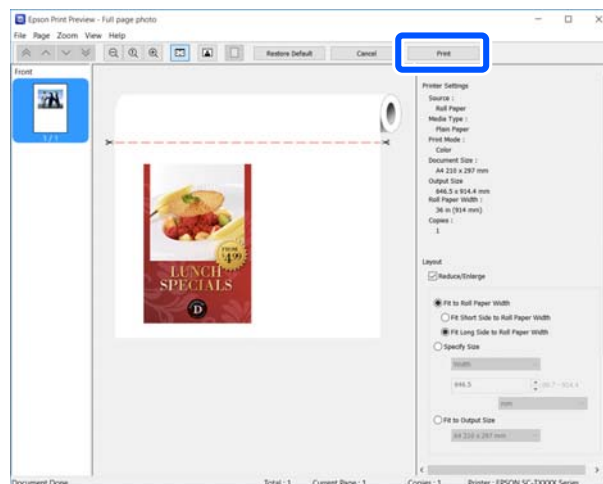 Epson Print Preview - Full page photo
File Page Zoom View Help
Restore Default Cancel Print
Front
1 / 1
FROM
$4.99
LUNCH
SPECIALS
D
Printer Settings
Source :
Roll Paper
Media Type :
Plain Paper
Print Mode :
Color
Document Size :
A4 210 x 297 mm
Output Size
646.5 x 914.4 mm
Roll Paper Width :
36 in (914 mm)
Copies :
1
Layout
Reduce/Enlarge
Fit to Roll Paper Width
Fit Short Side to Roll Paper Width
Fit Long Side to Roll Paper Width
Specify Size
Width
646.5
mm
Fit to Output Size
A4 210 x 297 mm
Document Done Total : 1 Current Page : 1 Copies : 1 Printer : EPSON SC-TXXXX Series